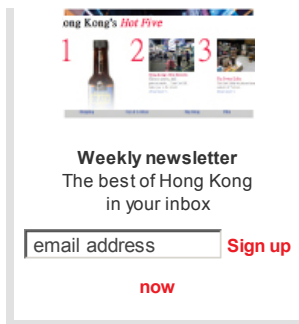 ong Kong's Hot Five
1 2 3
Weekly newsletter
The best of Hong Kong
in your inbox
email address Sign up
now